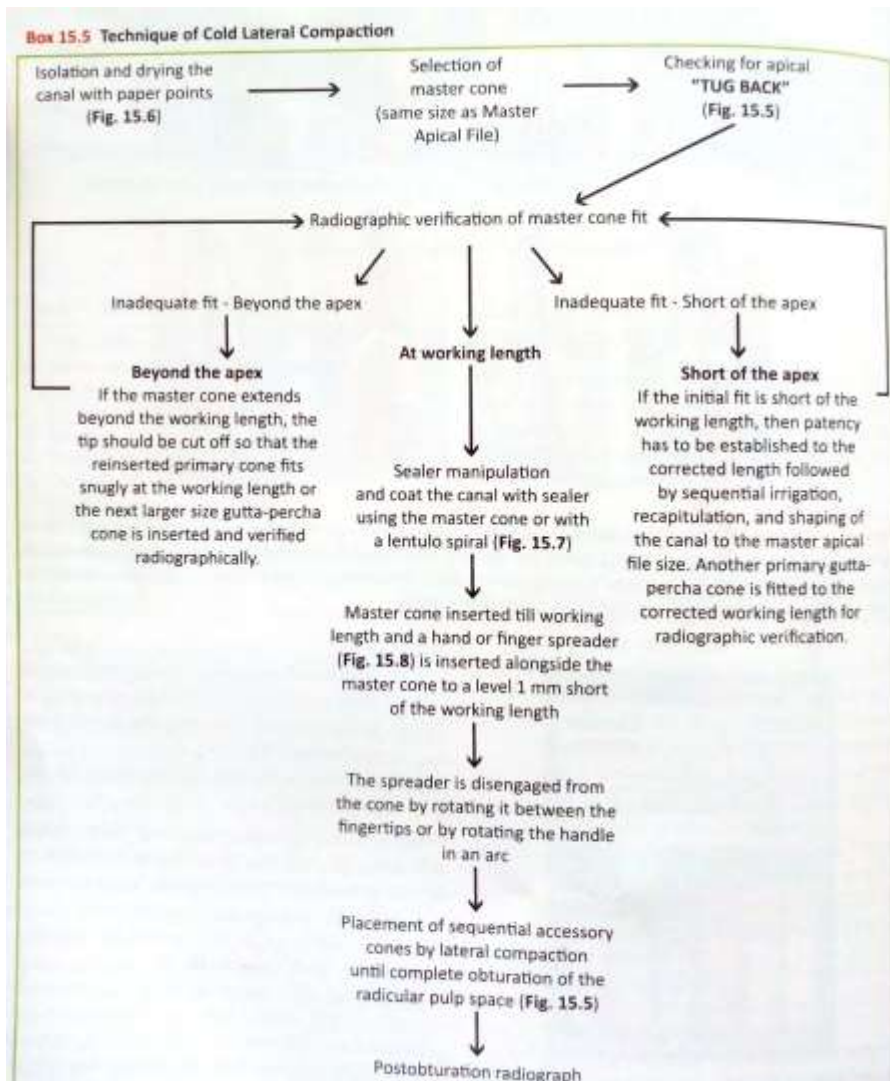 Box 15.5 Technique of Cold Lateral Compaction
Isolation and drying the
canal with paper points
(Fig. 15.6)
Selection of
master cone
(same size as Master
Apical File)
Checking for apical
"TUG BACK"
(Fig. 15.5)
Radiographic verification of master cone fit
Inadequate fit - Beyond the apex
Beyond the apex
If the master cone extends
beyond the working length, the
tip should be cut off so that the
reinserted primary cone fits
snugly at the working length or
the next larger size gutta-percha
cone is inserted and verified
radiographically.
At working length
Sealer manipulation
and coat the canal with sealer
using the master cone or with
a lentulo spiral (Fig. 15.7)
Inadequate fit - Short of the apex
Short of the apex
If the initial fit is short of the
working length, then patency
has to be established to the
corrected length followed
by sequential irrigation,
recapitulation, and shaping of
the canal to the master apical
file size. Another primary gutta-
percha cone is fitted to the
corrected working length for
radiographic verification.
Master cone inserted till working
length and a hand or finger spreader
(Fig. 15.8) is inserted alongside the
master cone to a level 1 mm short
of the working length
The spreader is disengaged from
the cone by rotating it between the
fingertips or by rotating the handle
in an arc
Placement of sequential accessory
cones by lateral compaction
until complete obturation of the
radicular pulp space (Fig. 15.5)
Postobturation radiograph